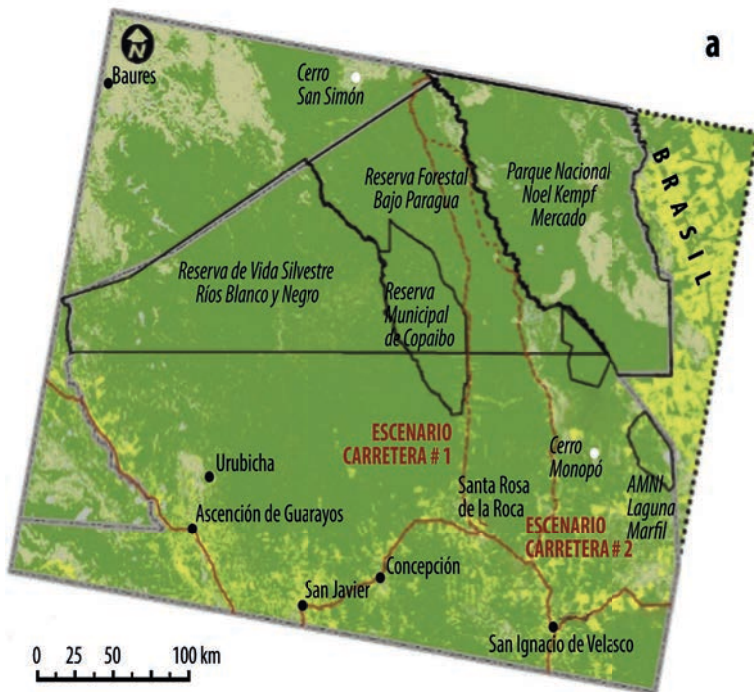 a
N
Baures
Cerro
San Simón
BRASIL
Reserva Forestal
Bajo Paragua
Parque Nacional
Noel Kempf
Mercado
Reserva de Vida Silvestre
Ríos Blanco y Negro
Reserva
Municipal
de Copaibo
ESCENARIO
CARRETERA # 1
Cerro
Monopó
Urubicha
Santa Rosa
de la Roca
AMNI
Laguna
Marfil
Ascención de Guarayos
ESCENARIO
CARRETERA # 2
Concepción
San Javier
San Ignacio de Velasco
0 25 50 100 km